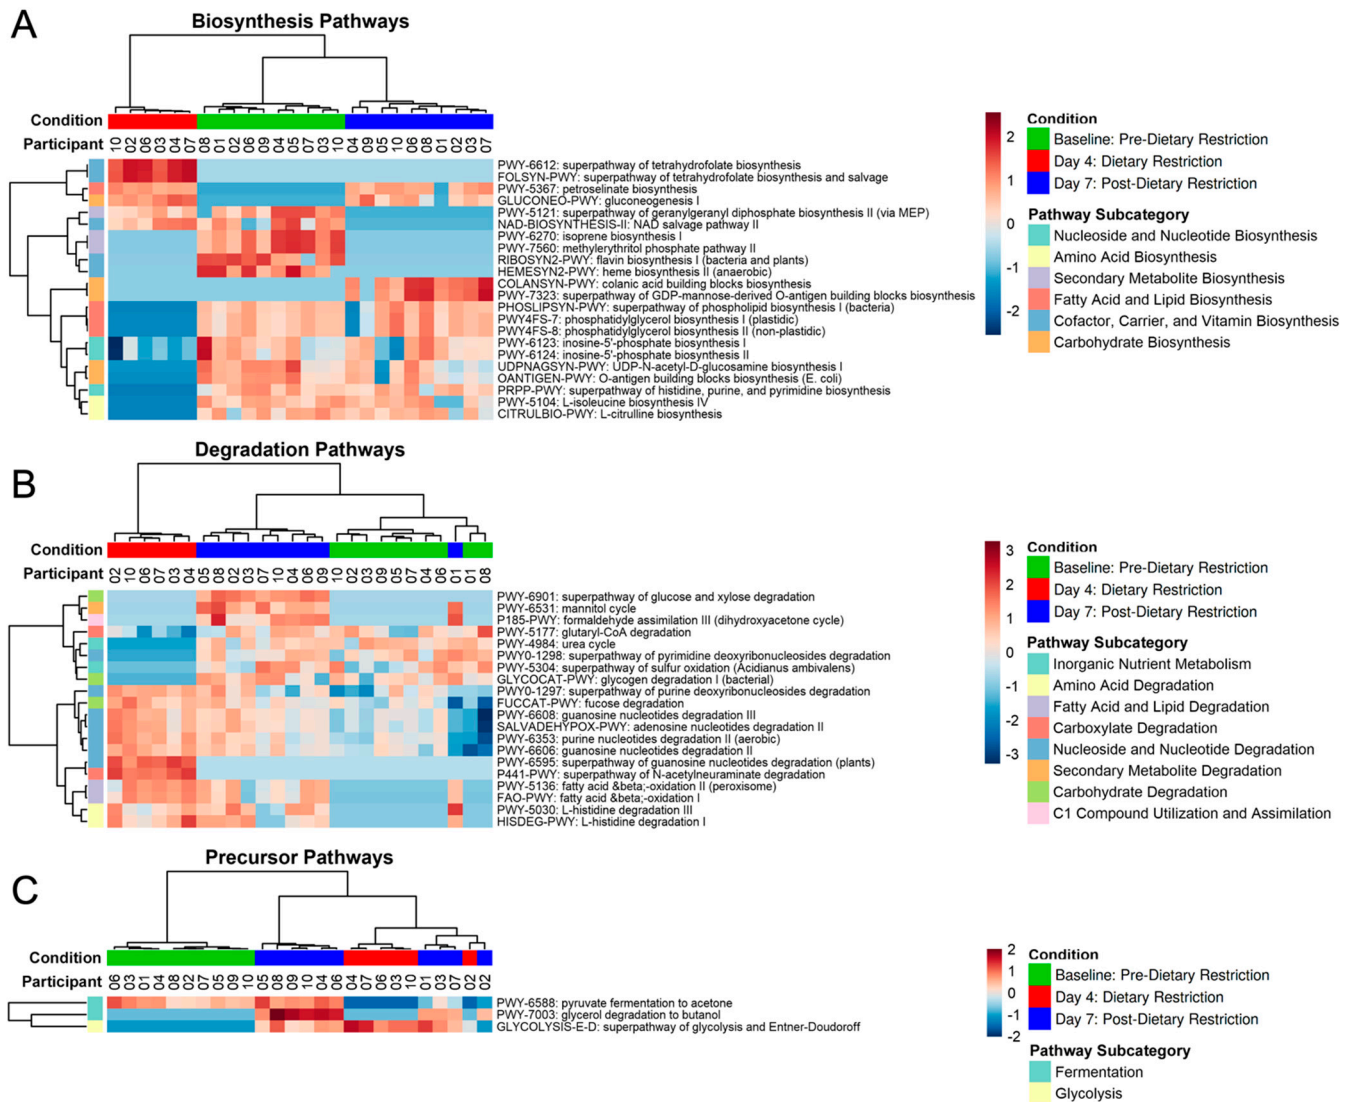 A
Biosynthesis Pathways
Condition
Participant
10 02 06 03 04 07 08 01 02 06 09 04 05 07 03 10 04 09 05 10 06 08 01 02 03 07
PWY-6612: superpathway of tetrahydrofolate biosynthesis
FOLSYN-PWY: superpathway of tetrahydrofolate biosynthesis and salvage
PWY-5367: petroselinate biosynthesis
GLUCONEO-PWY: gluconeogenesis I
PWY-5121: superpathway of geranylgeranyl diphosphate biosynthesis II (via MEP)
NAD-BIOSYNTHESIS-II: NAD salvage pathway II
PWY-6270: isoprene biosynthesis I
PWY-7560: methylerythritol phosphate pathway II
RIBOSYN2-PWY: flavin biosynthesis I (bacteria and plants)
HEMESYN2-PWY: heme biosynthesis II (anaerobic)
COLANSYN-PWY: colanic acid building blocks biosynthesis
PWY-7323: superpathway of GDP-mannose-derived O-antigen building blocks biosynthesis
PHOSLIPSYN-PWY: superpathway of phospholipid biosynthesis I (bacteria)
PWY4FS-7: phosphatidylglycerol biosynthesis I (plastidic)
PWY4FS-8: phosphatidylglycerol biosynthesis II (non-plastidic)
PWY-6123: inosine-5'-phosphate biosynthesis I
PWY-6124: inosine-5'-phosphate biosynthesis II
UDPNAGSYN-PWY: UDP-N-acetyl-D-glucosamine biosynthesis I
OANTIGEN-PWY: O-antigen building blocks biosynthesis (E. coli)
PRPP-PWY: superpathway of histidine, purine, and pyrimidine biosynthesis
PWY-5104: L-isoleucine biosynthesis IV
CITRULBIO-PWY: L-citrulline biosynthesis
2
1
0
-1
-2
Condition
Baseline: Pre-Dietary Restriction
Day 4: Dietary Restriction
Day 7: Post-Dietary Restriction
Pathway Subcategory
Nucleoside and Nucleotide Biosynthesis
Amino Acid Biosynthesis
Secondary Metabolite Biosynthesis
Fatty Acid and Lipid Biosynthesis
Cofactor, Carrier, and Vitamin Biosynthesis
Carbohydrate Biosynthesis
B
Degradation Pathways
Condition
Participant
02 10 06 07 03 04 05 08 02 03 07 10 04 06 09 10 02 03 09 05 07 04 06 01 01 08
PWY-6901: superpathway of glucose and xylose degradation
PWY-6531: mannitol cycle
P185-PWY: formaldehyde assimilation III (dihydroxyacetone cycle)
PWY-5177: glutaryl-CoA degradation
PWY-4984: urea cycle
PWY0-1298: superpathway of pyrimidine deoxyribonucleosides degradation
PWY-5304: superpathway of sulfur oxidation (Acidianus ambivalens)
GLYCOCAT-PWY: glycogen degradation I (bacterial)
PWY0-1297: superpathway of purine deoxyribonucleosides degradation
FUCCAT-PWY: fucose degradation
PWY-6608: guanosine nucleotides degradation III
SALVADEHYPOX-PWY: adenosine nucleotides degradation II
PWY-6353: purine nucleotides degradation II (aerobic)
PWY-6606: guanosine nucleotides degradation II
PWY-6595: superpathway of guanosine nucleotides degradation (plants)
P441-PWY: superpathway of N-acetylneuraminate degradation
PWY-5136: fatty acid &beta;-oxidation II (peroxisome)
FAO-PWY: fatty acid &beta;-oxidation I
PWY-5030: L-histidine degradation III
HISDEG-PWY: L-histidine degradation I
3
2
1
0
-1
-2
-3
Condition
Baseline: Pre-Dietary Restriction
Day 4: Dietary Restriction
Day 7: Post-Dietary Restriction
Pathway Subcategory
Inorganic Nutrient Metabolism
Amino Acid Degradation
Fatty Acid and Lipid Degradation
Carboxylate Degradation
Nucleoside and Nucleotide Degradation
Secondary Metabolite Degradation
Carbohydrate Degradation
C1 Compound Utilization and Assimilation
C
Precursor Pathways
Condition
Participant
06 03 01 04 08 02 07 05 09 10 05 08 09 10 04 06 04 07 06 03 10 01 03 07 02 02
PWY-6588: pyruvate fermentation to acetone
PWY-7003: glycerol degradation to butanol
GLYCOLYSIS-E-D: superpathway of glycolysis and Entner-Doudoroff
2
1
0
-1
-2
Condition
Baseline: Pre-Dietary Restriction
Day 4: Dietary Restriction
Day 7: Post-Dietary Restriction
Pathway Subcategory
Fermentation
Glycolysis